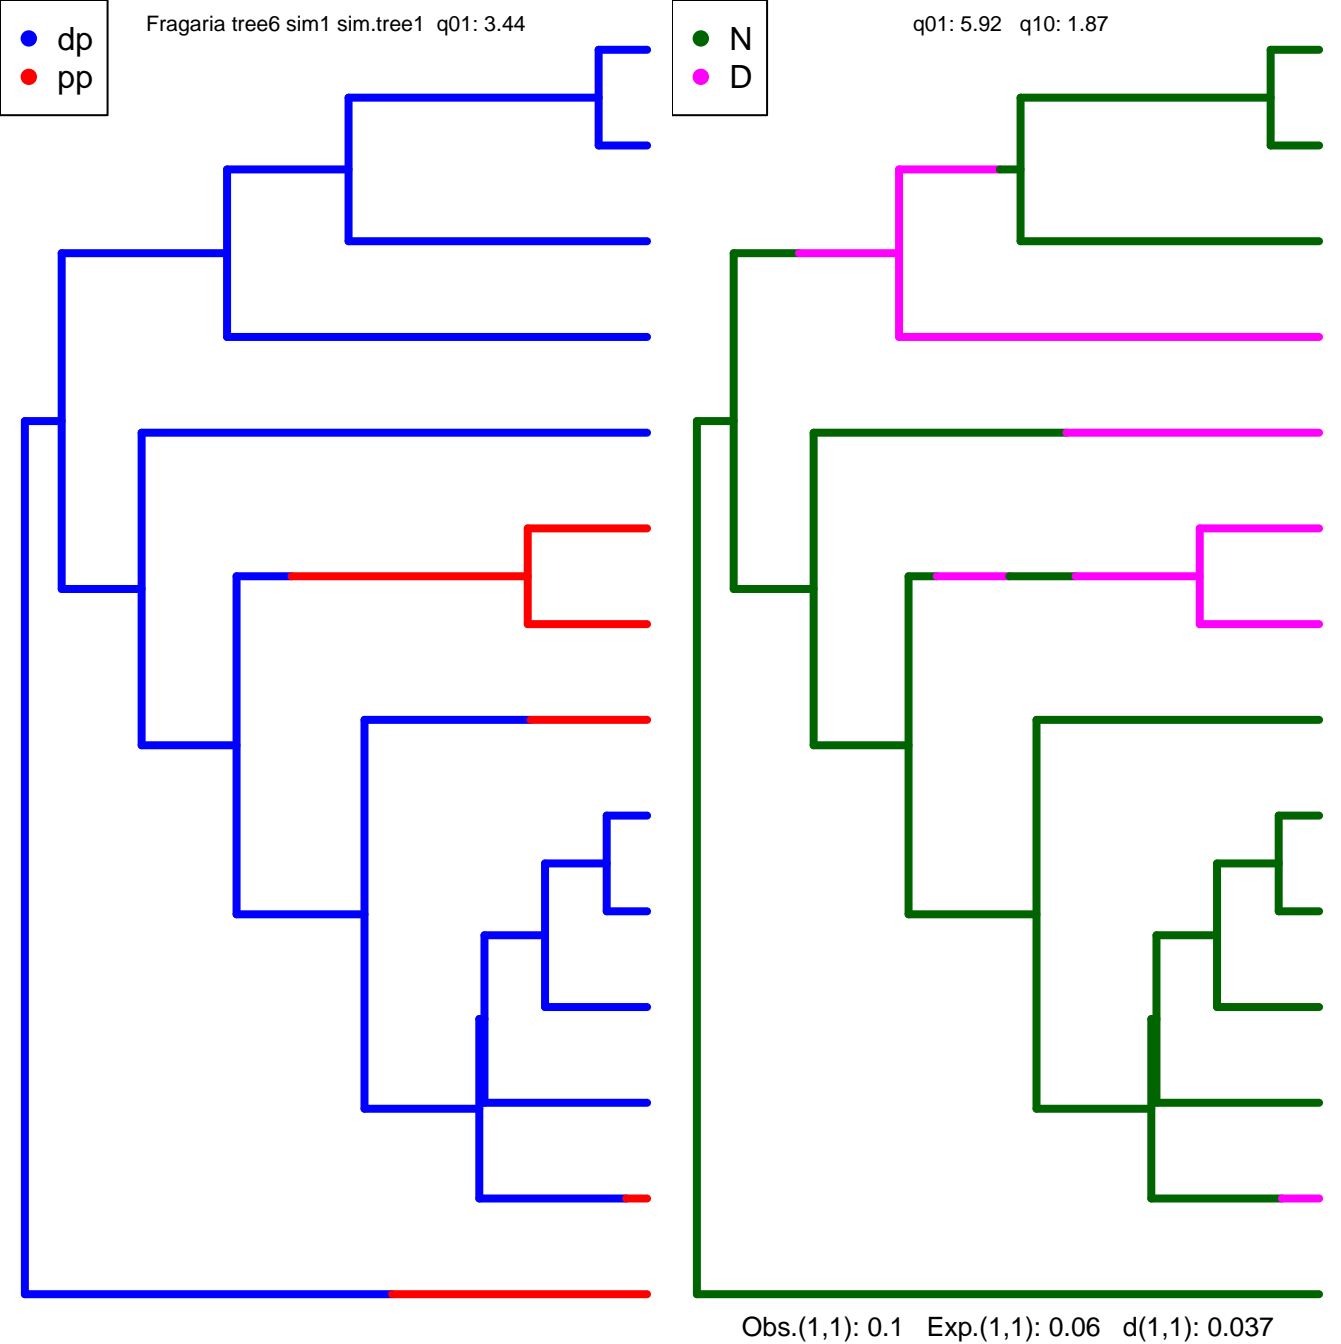 Fragaria tree6 sim1 sim.tree1 q01: 3.44
dp
pp
q01: 5.92 q10: 1.87
N
D
Obs.(1,1): 0.1 Exp.(1,1): 0.06 d(1,1): 0.037